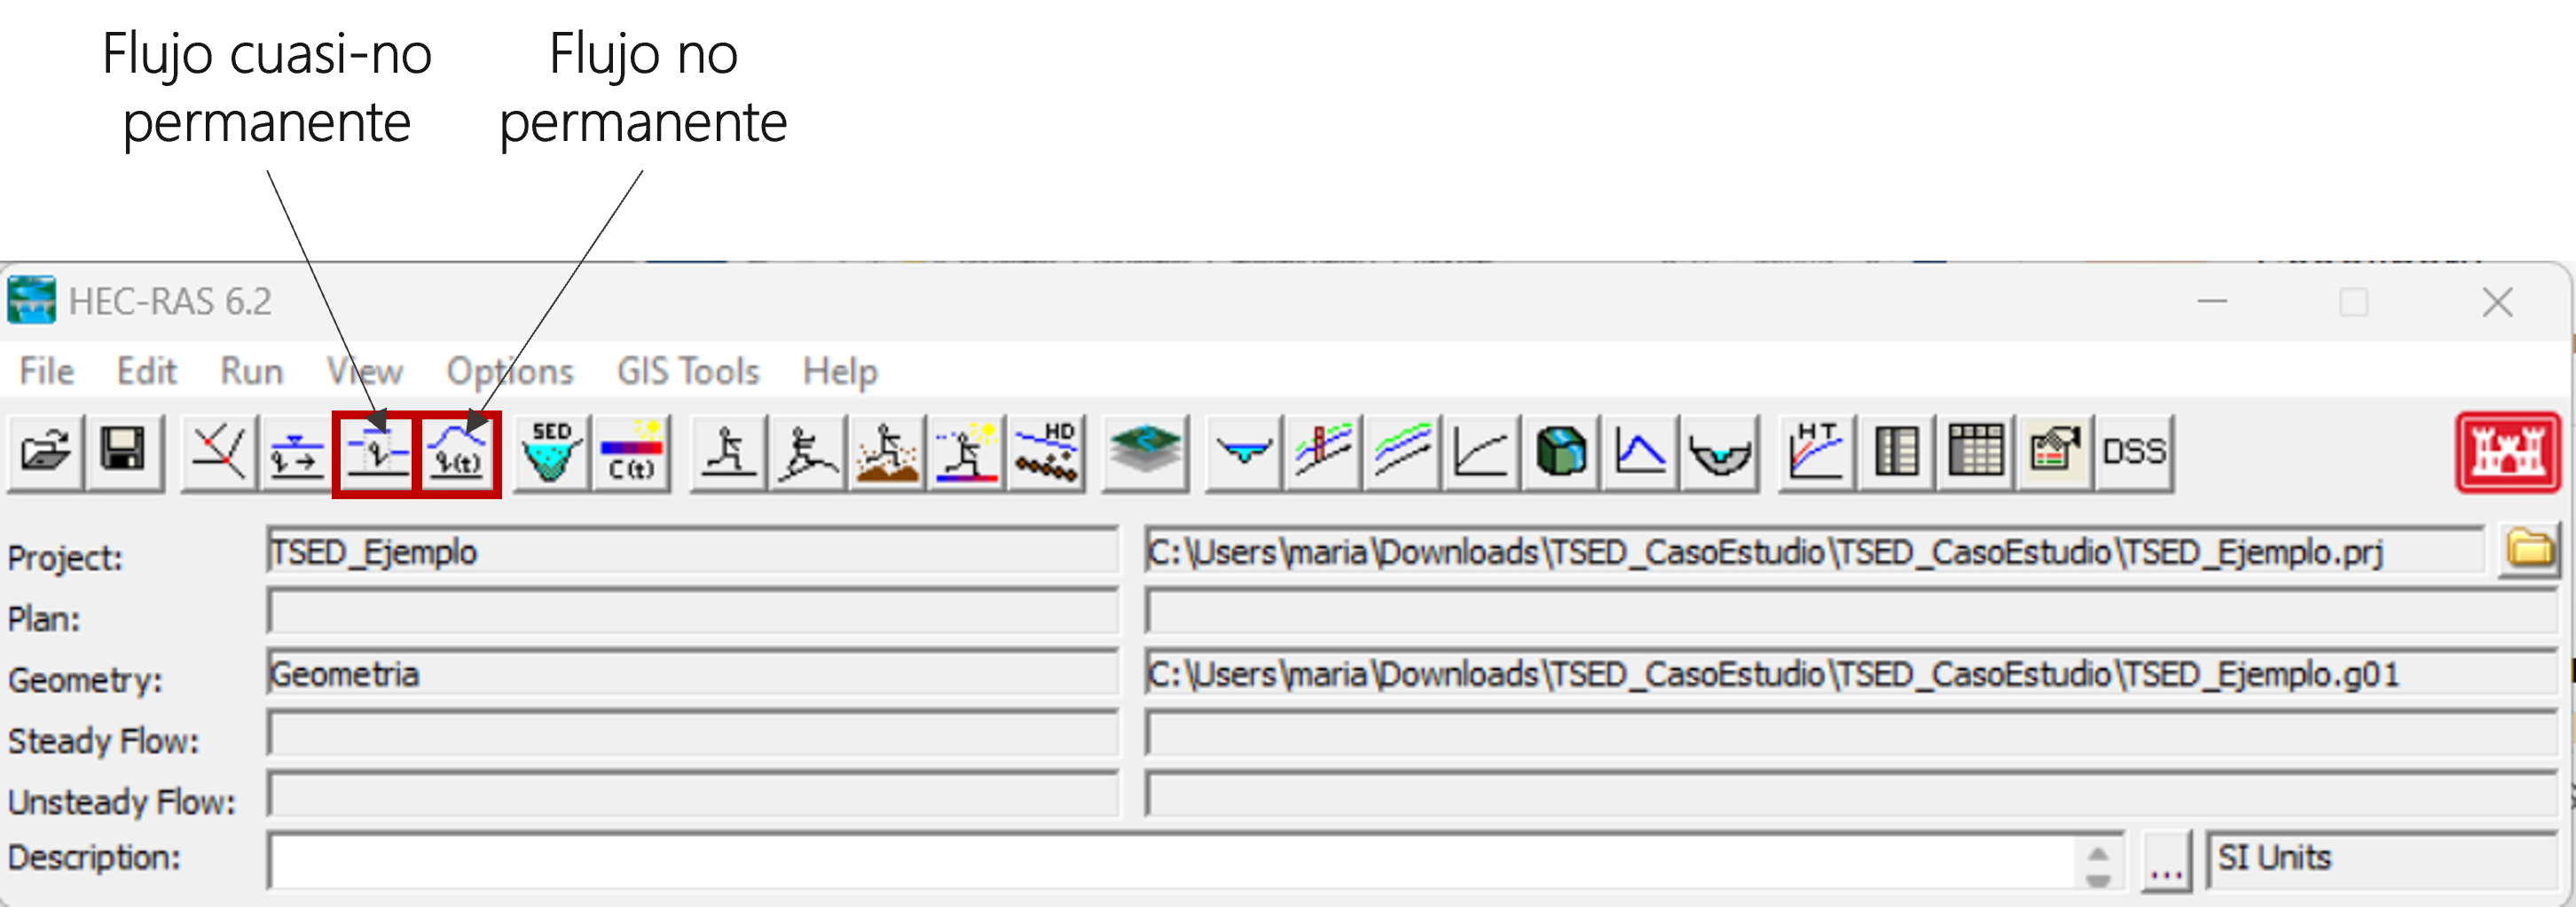 Flujo cuasi-no
permanente
Flujo no
permanente
HEC-RAS 6.2
File Edit Run View Options GIS Tools Help
SED
C(t)
HD
HT
DSS
Project: TSED_Ejemplo C:\Users\maria\Downloads\TSED_CasoEstudio\TSED_CasoEstudio\TSED_Ejemplo.prj
Plan:
Geometry: Geometria C:\Users\maria\Downloads\TSED_CasoEstudio\TSED_CasoEstudio\TSED_Ejemplo.g01
Steady Flow:
Unsteady Flow:
Description: ... SI Units